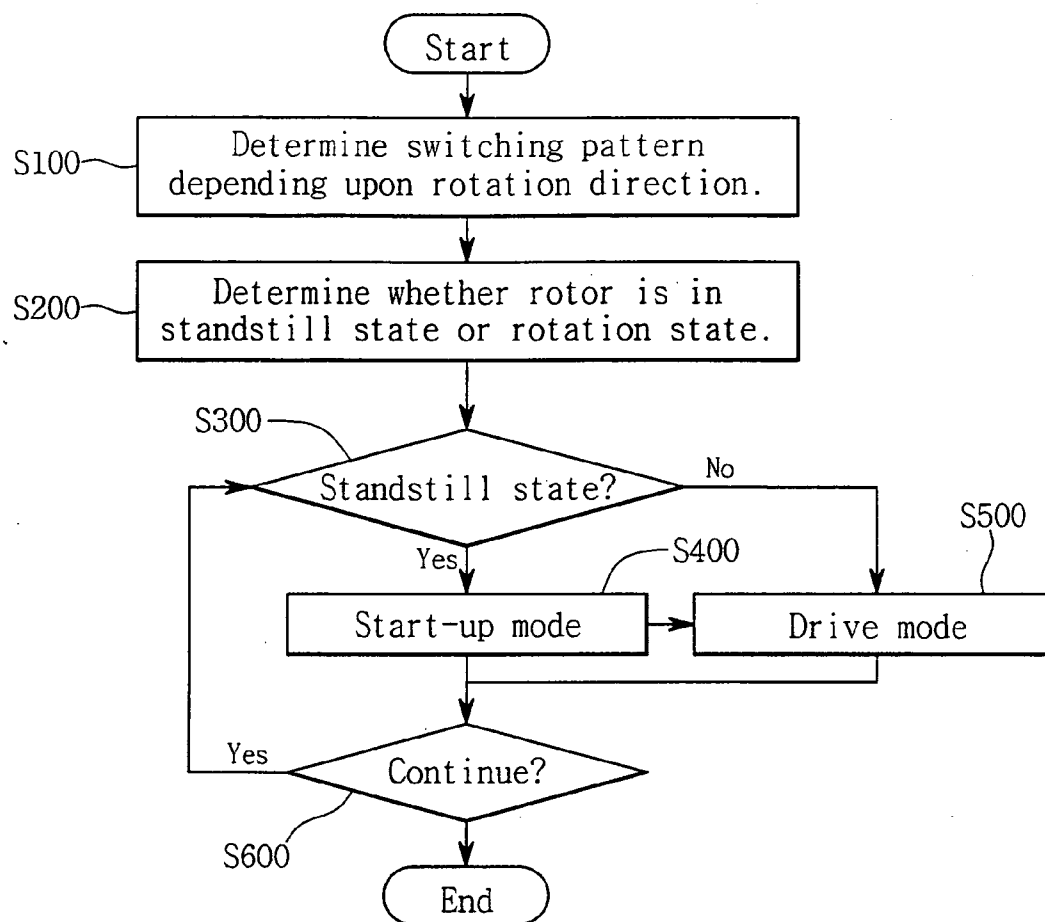 Start
S100
Determine switching pattern
depending upon rotation direction.
S200
Determine whether rotor is in
standstill state or rotation state.
S300
Standstill state?
No
Yes
S400
S500
Start-up mode
Drive mode
Yes
Continue?
S600
End